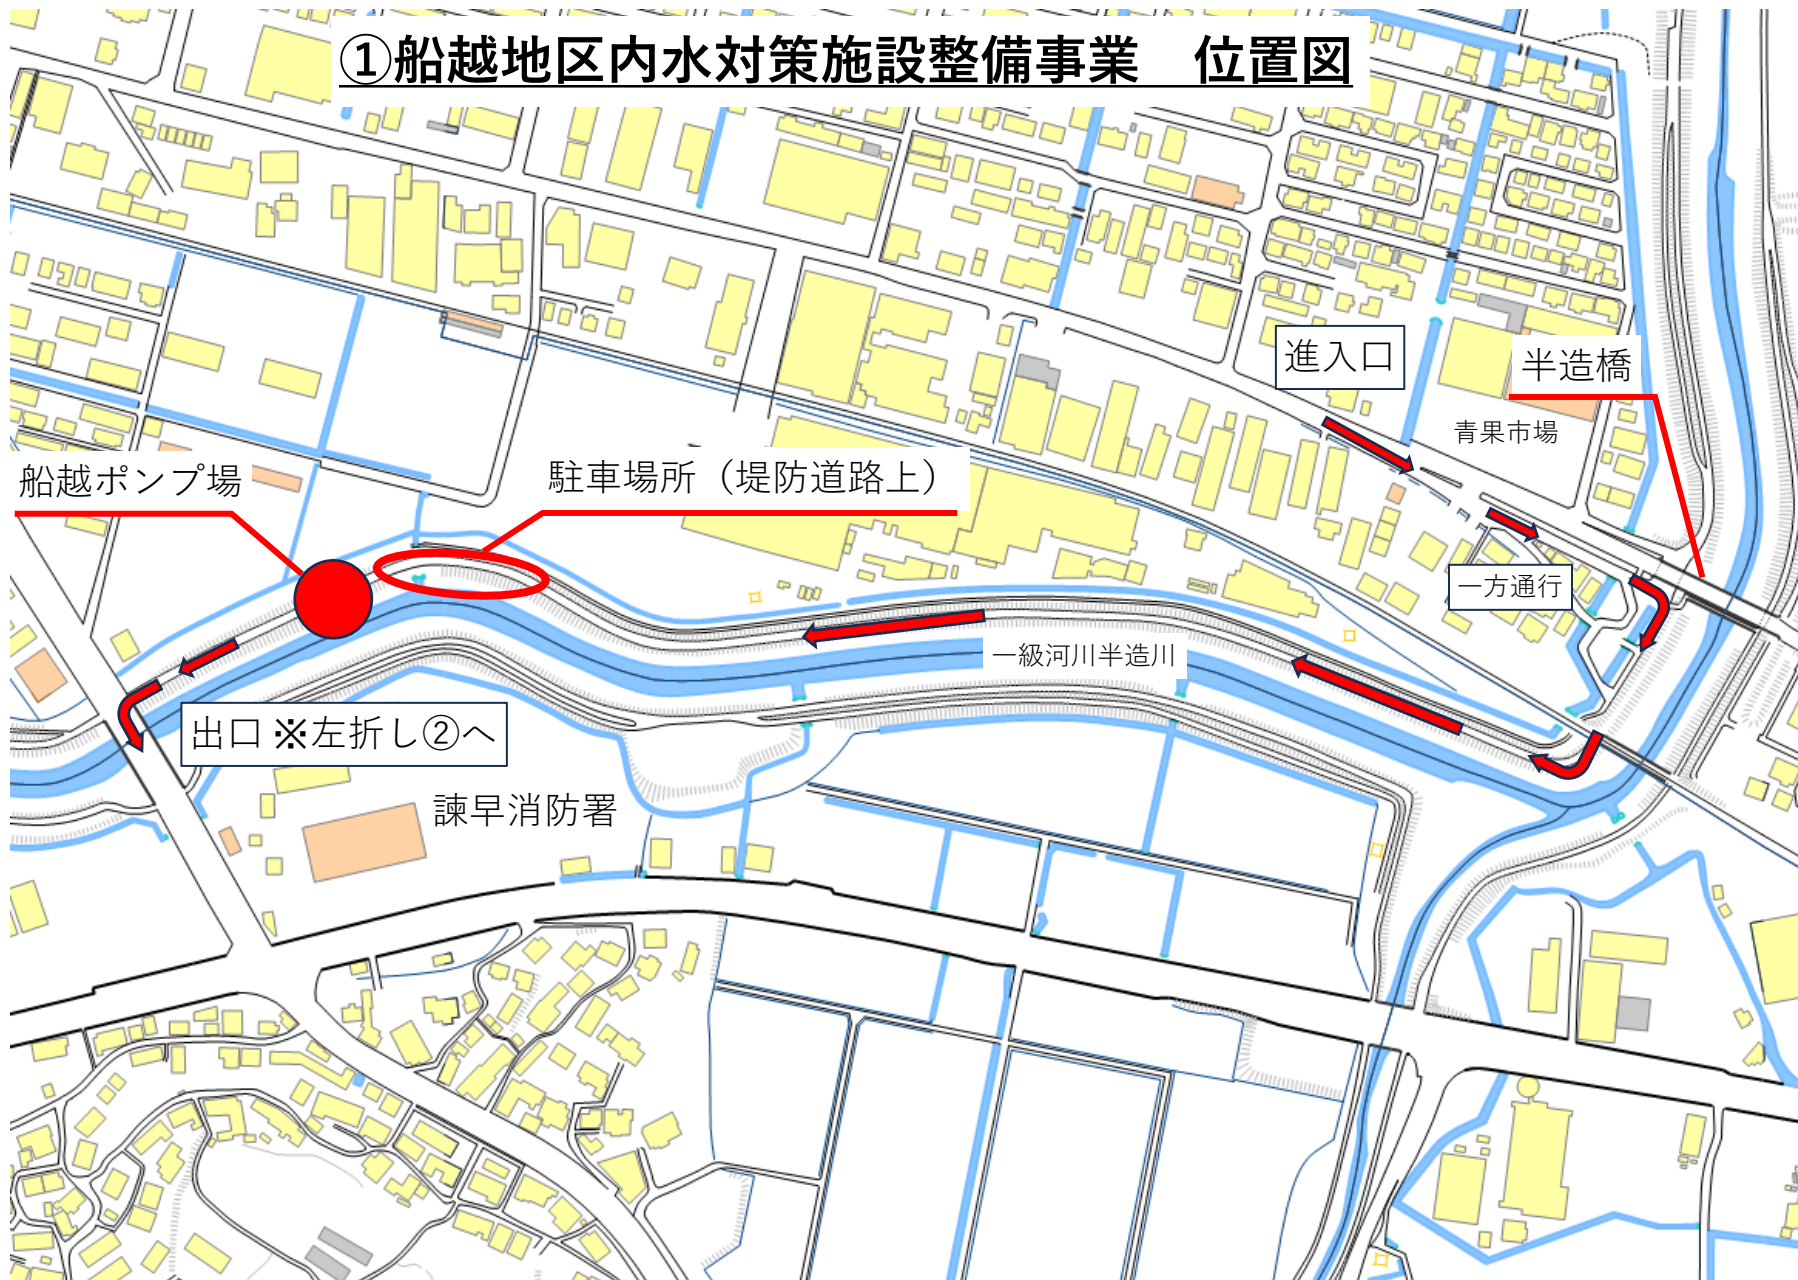 ①船越地区内水対策施設整備事業　位置図
進入口
半造橋
青果市場
船越ポンプ場
駐車場所（堤防道路上）
一方通行
一級河川半造川
出口 ※左折し②へ
諫早消防署